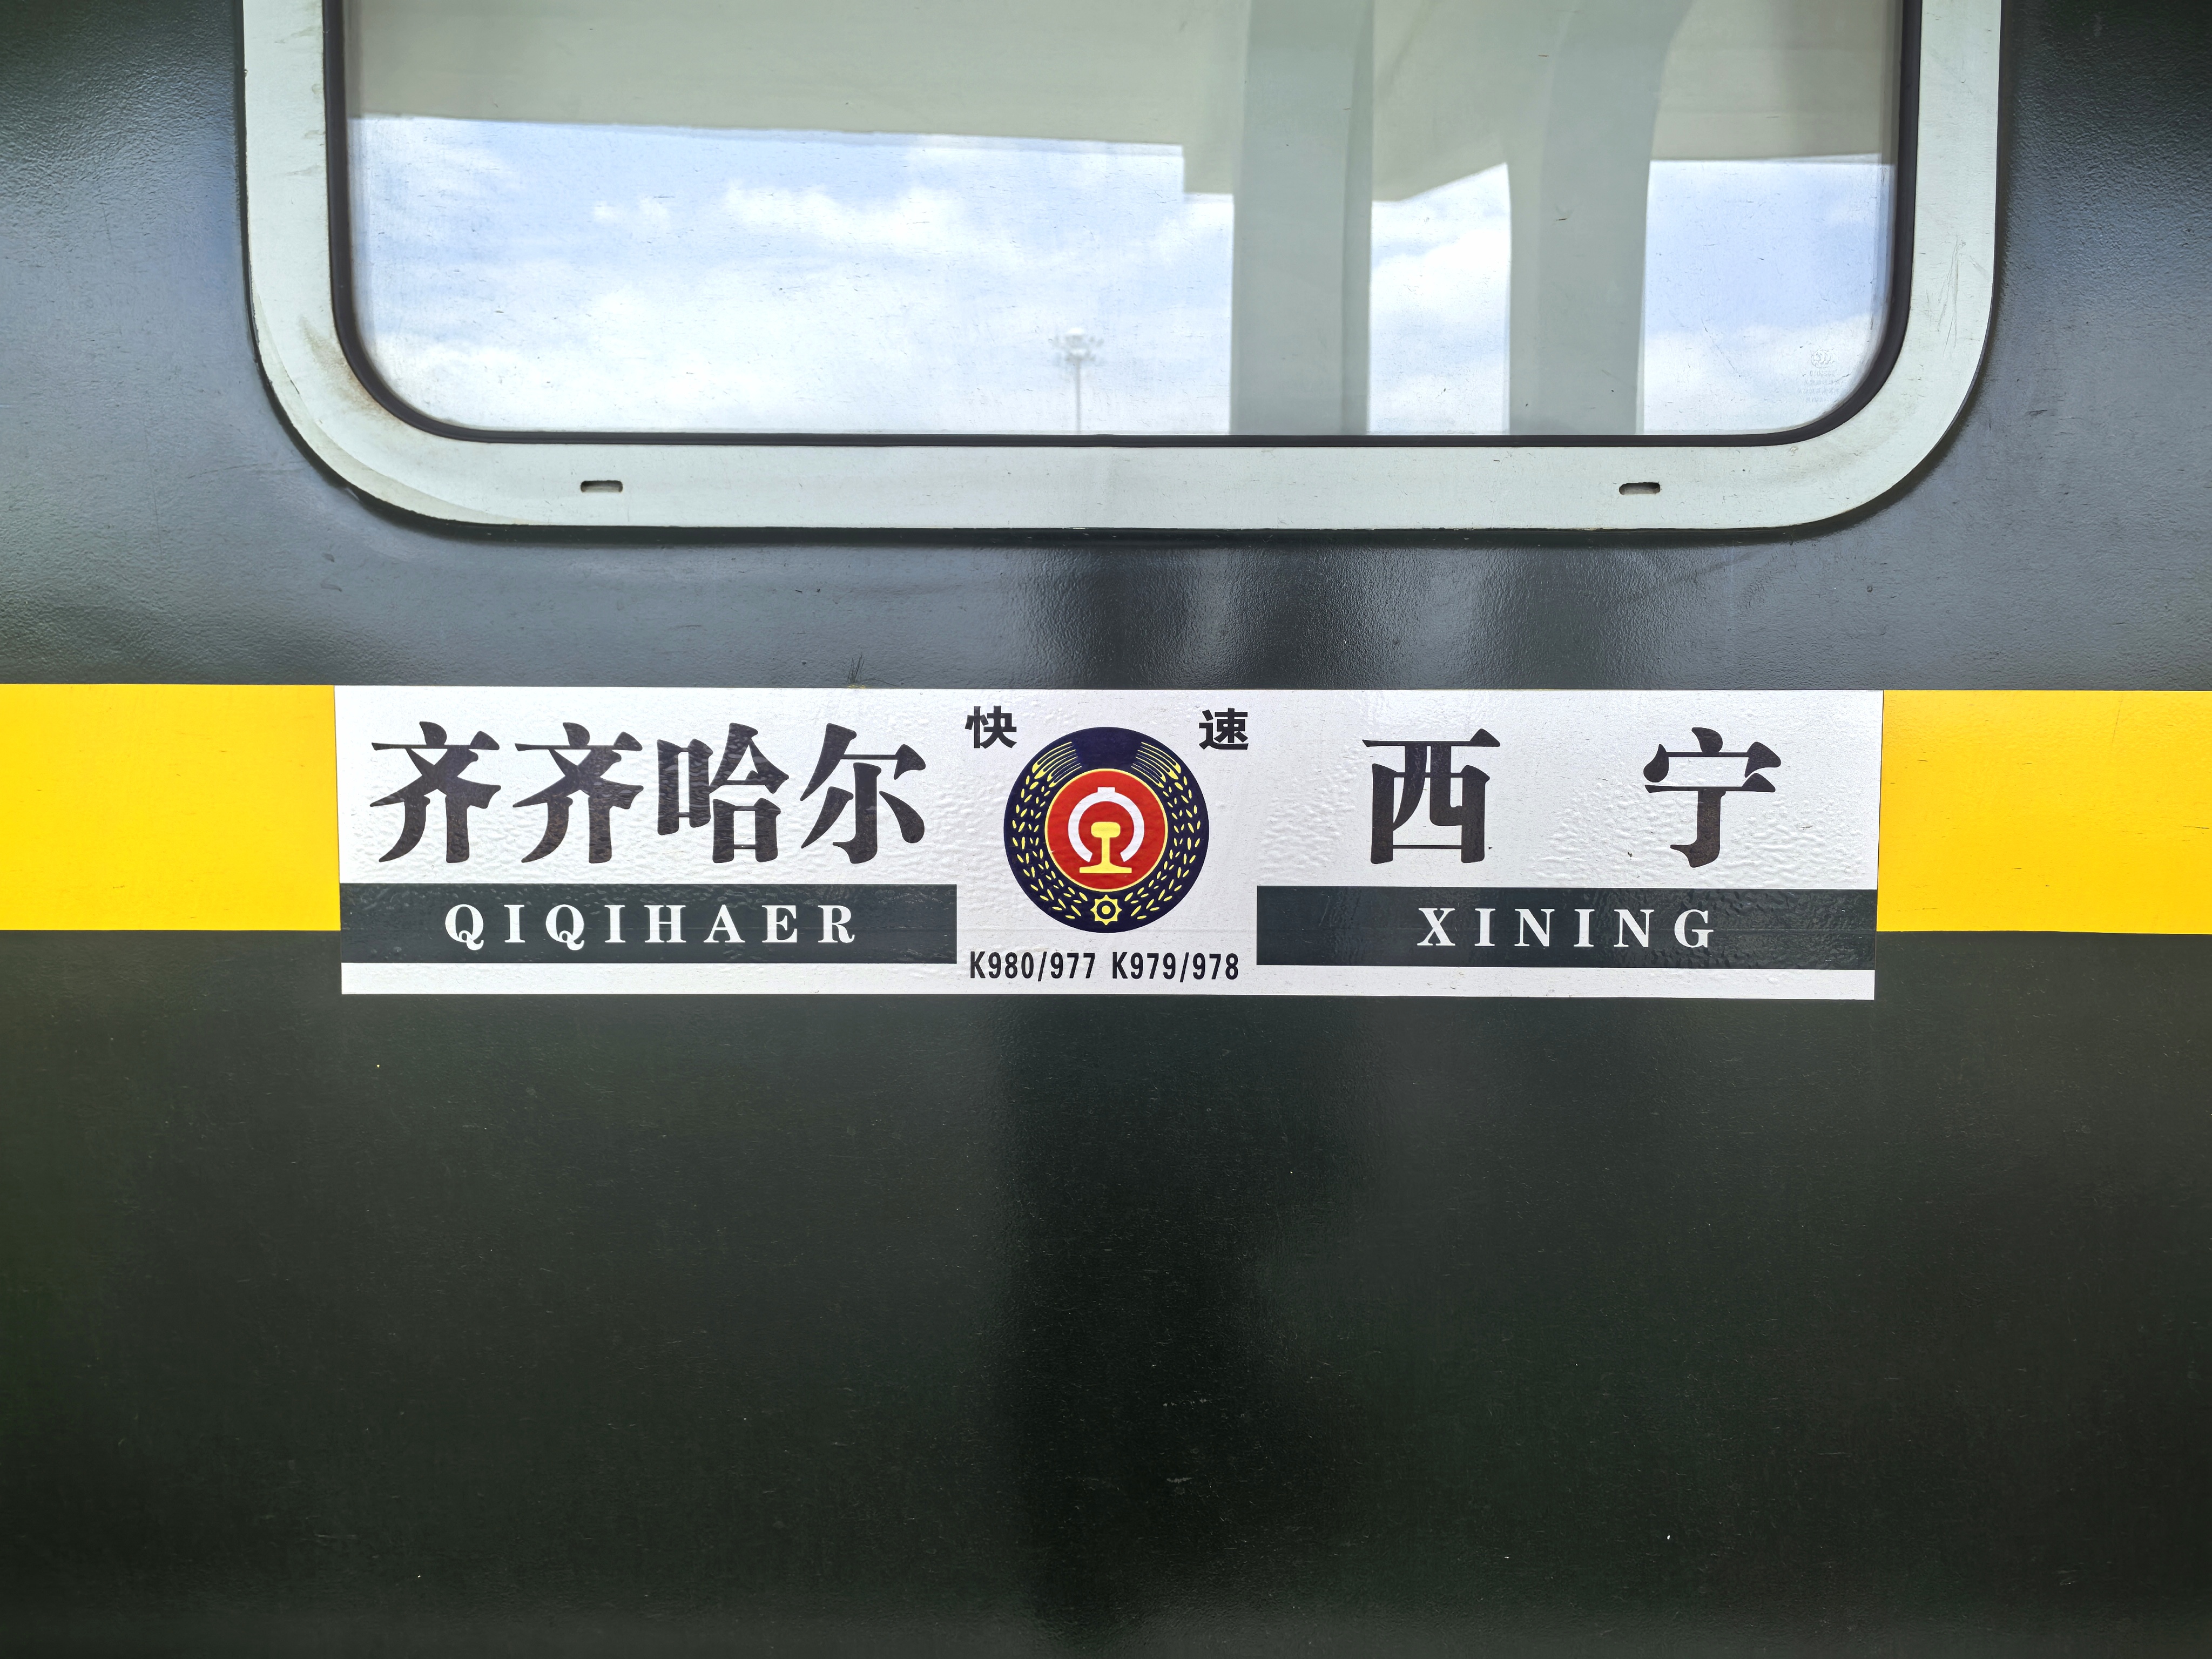 快 速
齐齐哈尔 西 宁
QIQIHAER XINING
K980/977 K979/978